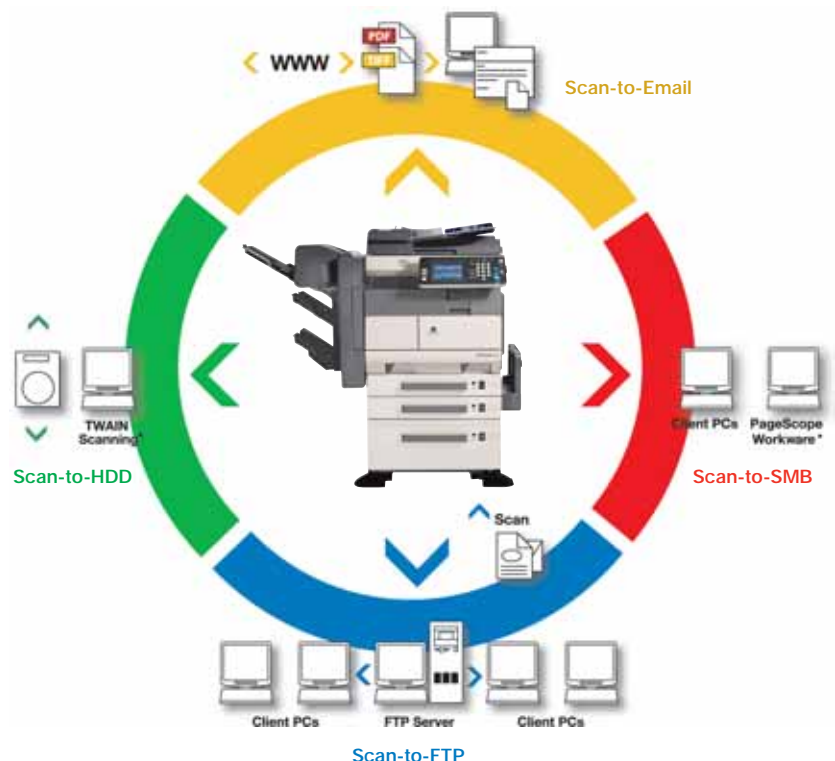 PDF
WWW
TIFF
Scan-to-Email
TWAIN
Scanning*
Scan-to-HDD
Client PCs
PageScope
Workware*
Scan-to-SMB
Scan
Client PCs
FTP Server
Client PCs
Scan-to-FTP